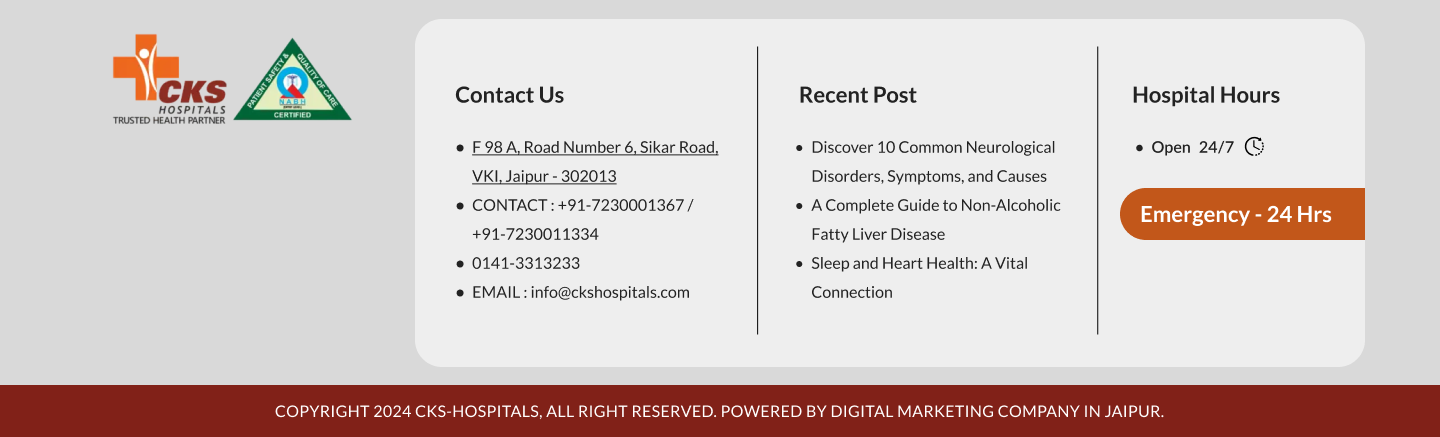 CKS
HOSPITALS
TRUSTED HEALTH PARTNER
PATIENT SAFETY &
QUALITY OF CARE
NABH
CERTIFIED
Contact Us
F 98 A, Road Number 6, Sikar Road,
VKI, Jaipur - 302013
CONTACT : +91-7230001367 /
+91-7230011334
0141-3313233
EMAIL : info@ckshospitals.com
Recent Post
Discover 10 Common Neurological
Disorders, Symptoms, and Causes
A Complete Guide to Non-Alcoholic
Fatty Liver Disease
Sleep and Heart Health: A Vital
Connection
Hospital Hours
Open 24/7
Emergency - 24 Hrs
COPYRIGHT 2024 CKS-HOSPITALS, ALL RIGHT RESERVED. POWERED BY DIGITAL MARKETING COMPANY IN JAIPUR.